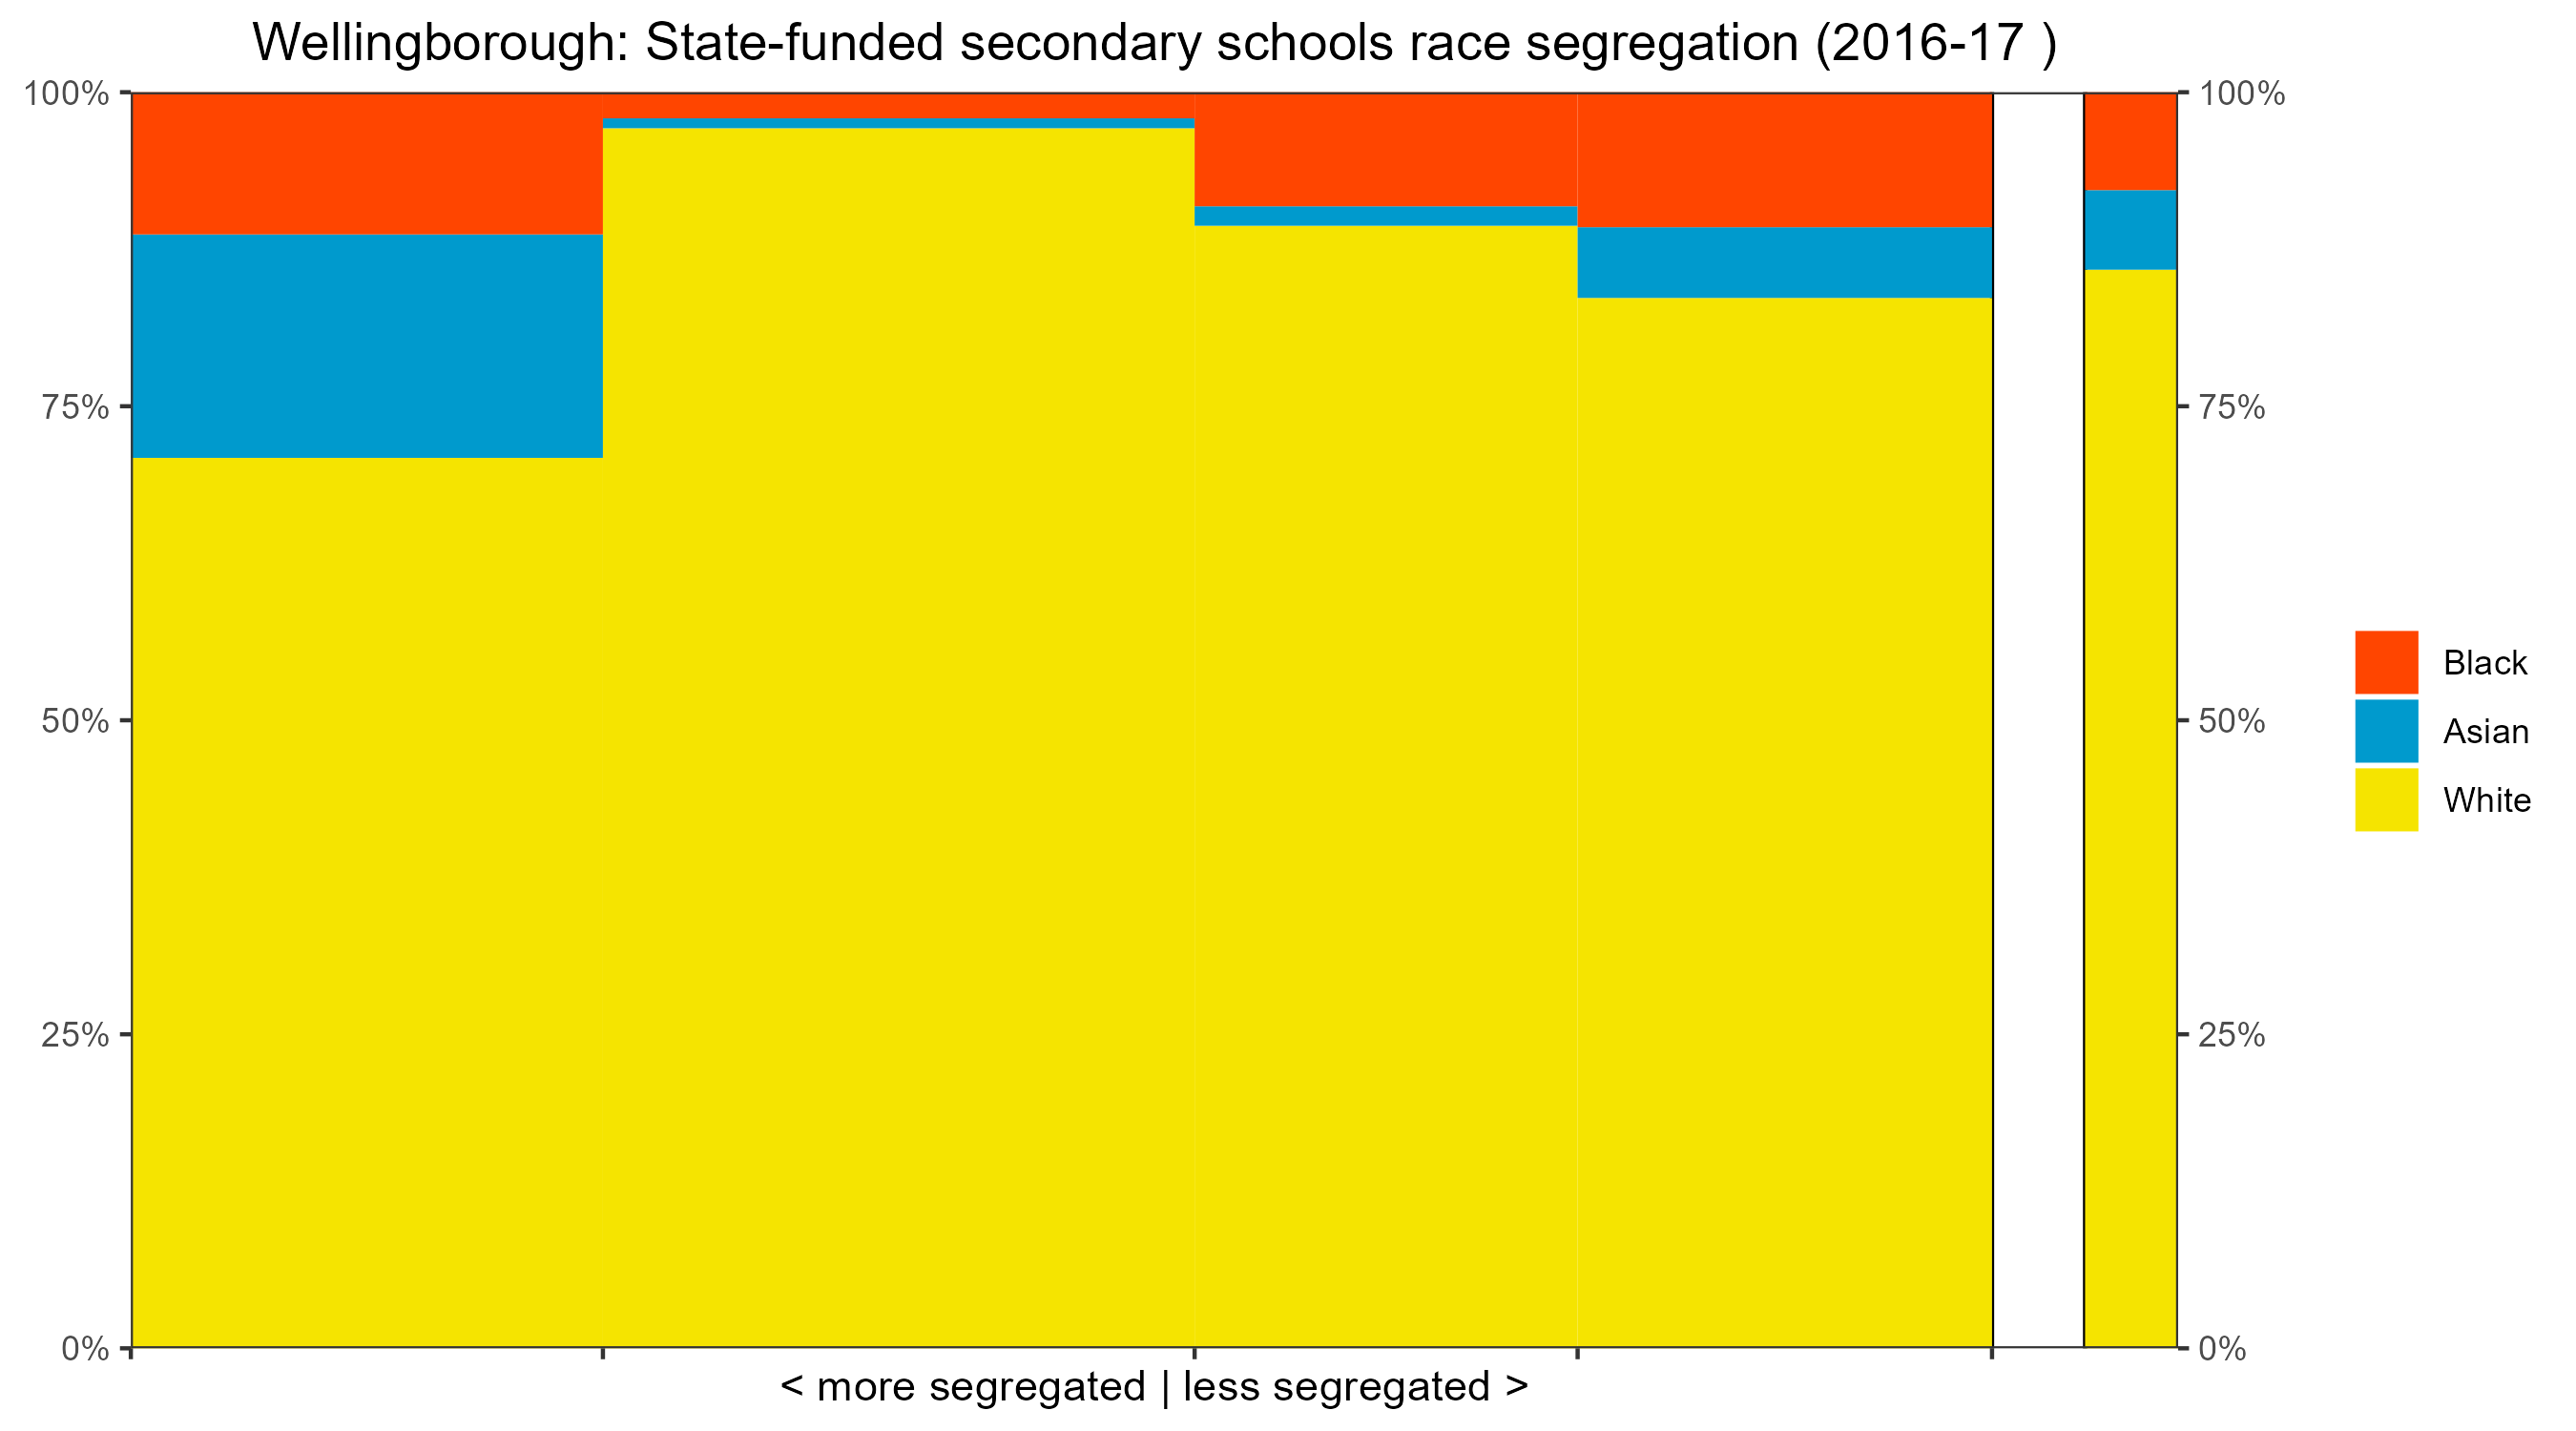 Wellingborough: State-funded secondary schools race segregation (2016-17 )
100%
75%
50%
25%
0%
100%
75%
50%
25%
0%
Black
Asian
White
< more segregated | less segregated >